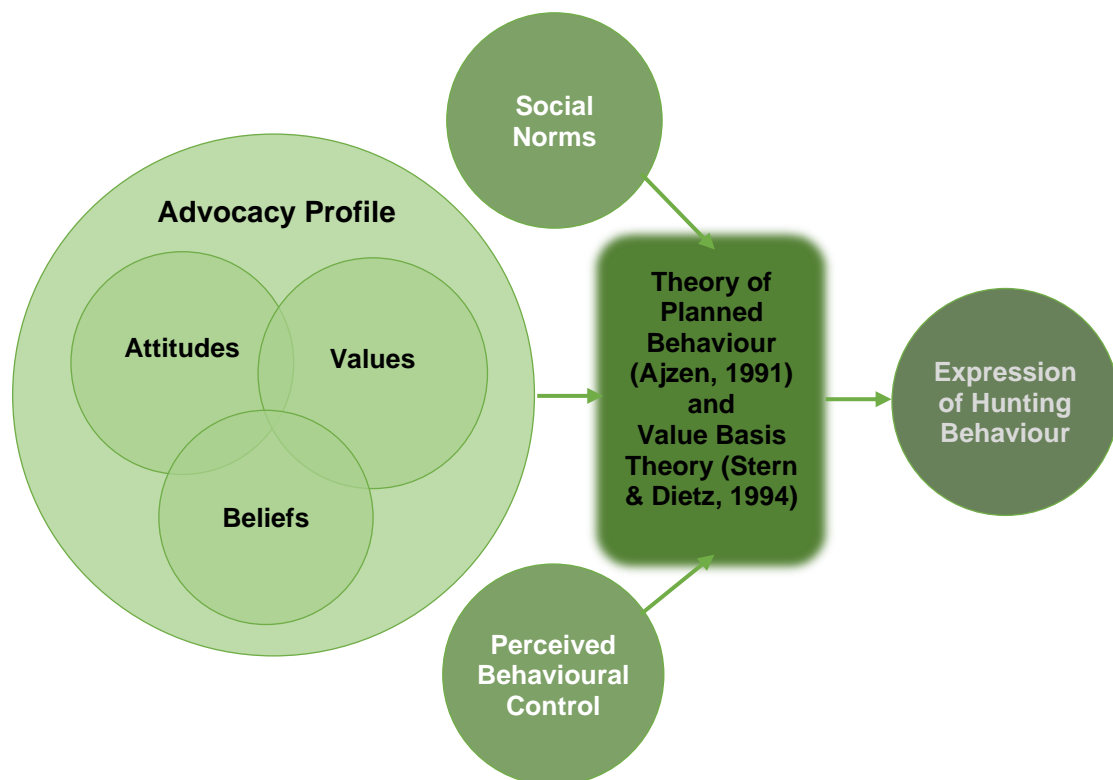 Social
Norms
Advocacy Profile
Attitudes
Values
Beliefs
Theory of
Planned
Behaviour
(Ajzen, 1991)
and
Value Basis
Theory (Stern
& Dietz, 1994)
Expression
of Hunting
Behaviour
Perceived
Behavioural
Control